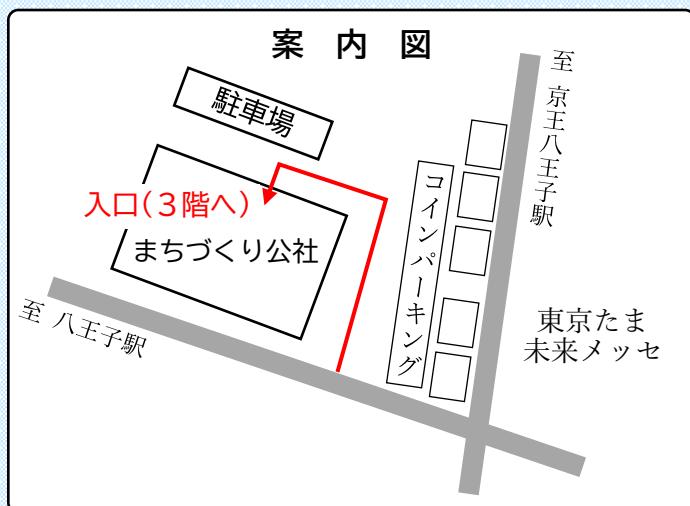 案 内 図
至 京王八王子駅
駐車場
コインパーキング
入口(３階へ)
まちづくり公社
至 八王子駅
東京たま
未来メッセ